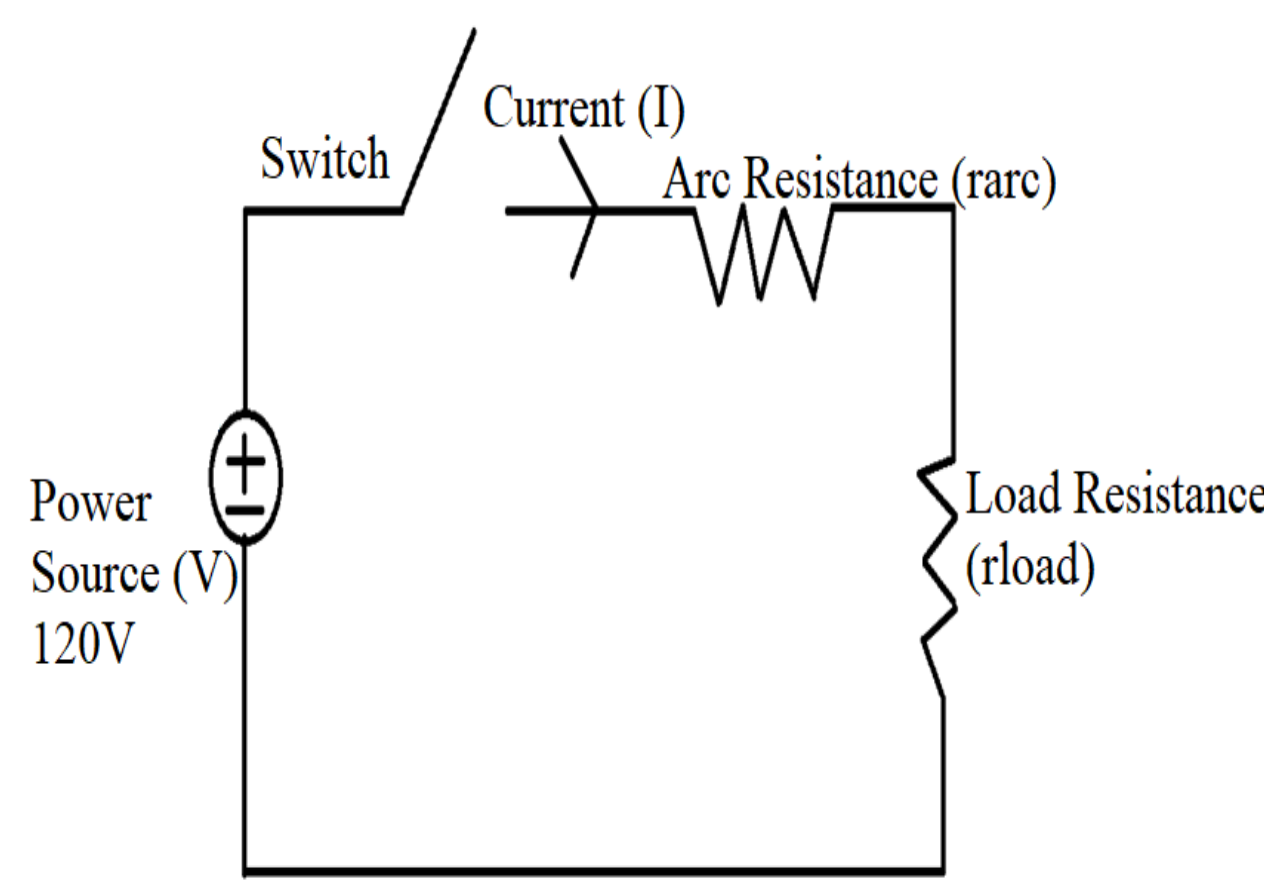 Current (I)
Switch
Arc Resistance (rarc)
Power
Source (V)
120V
Load Resistance
(rload)